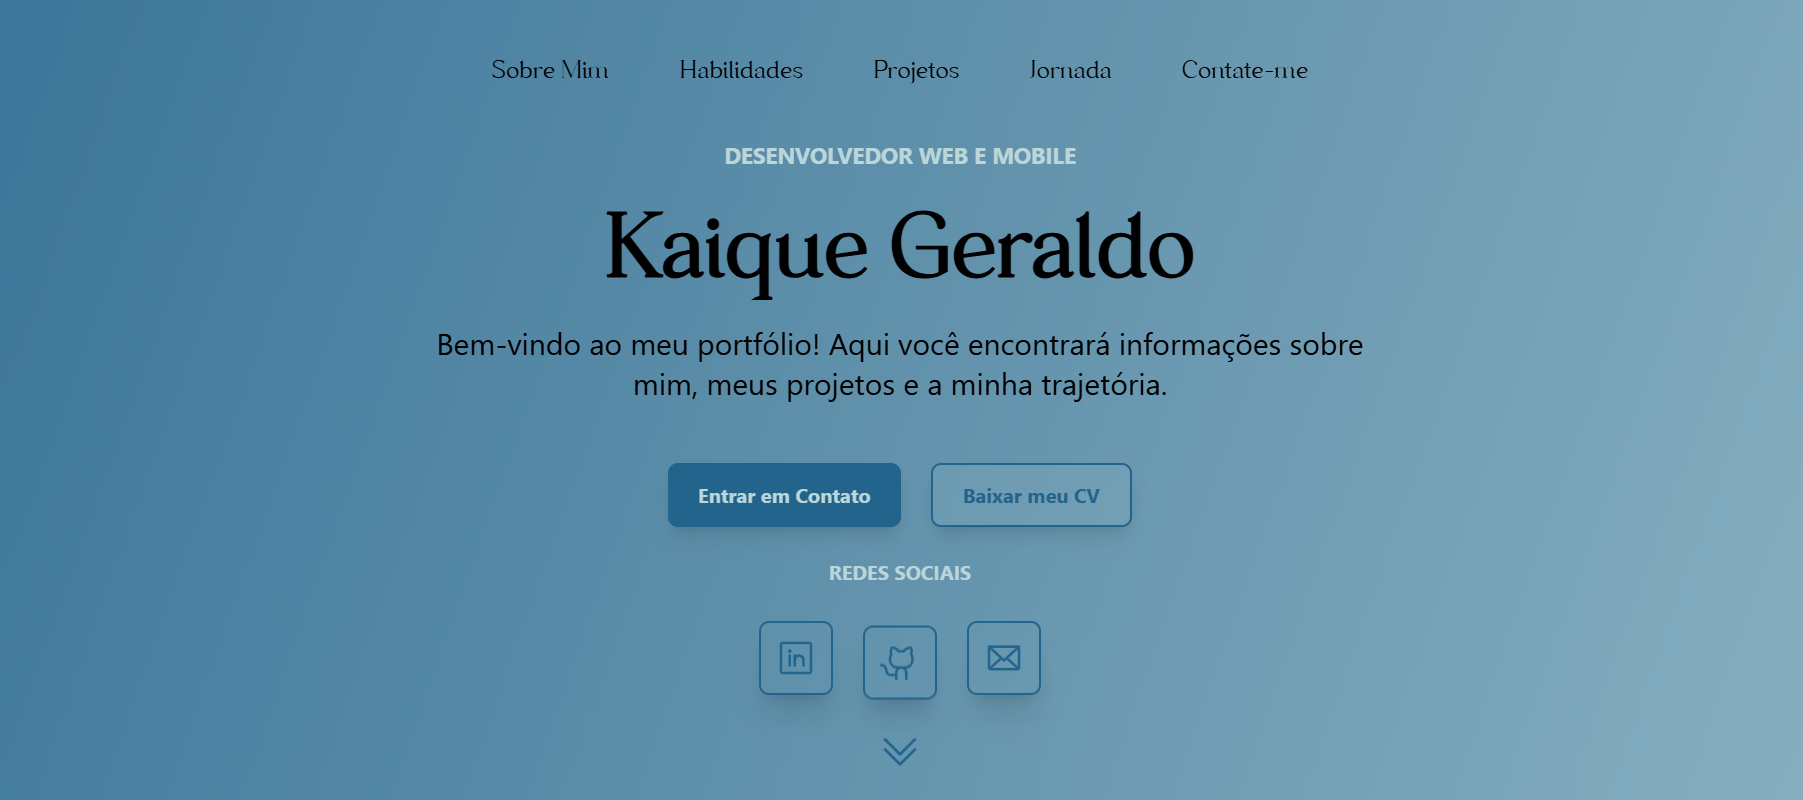 Sobre Mim Habilidades Projetos Jornada Contate-me
DESENVOLVEDOR WEB E MOBILE
Kaique Geraldo
Bem-vindo ao meu portfólio! Aqui você encontrará informações sobre
mim, meus projetos e a minha trajetória.
Entrar em Contato Baixar meu CV
REDES SOCIAIS
in